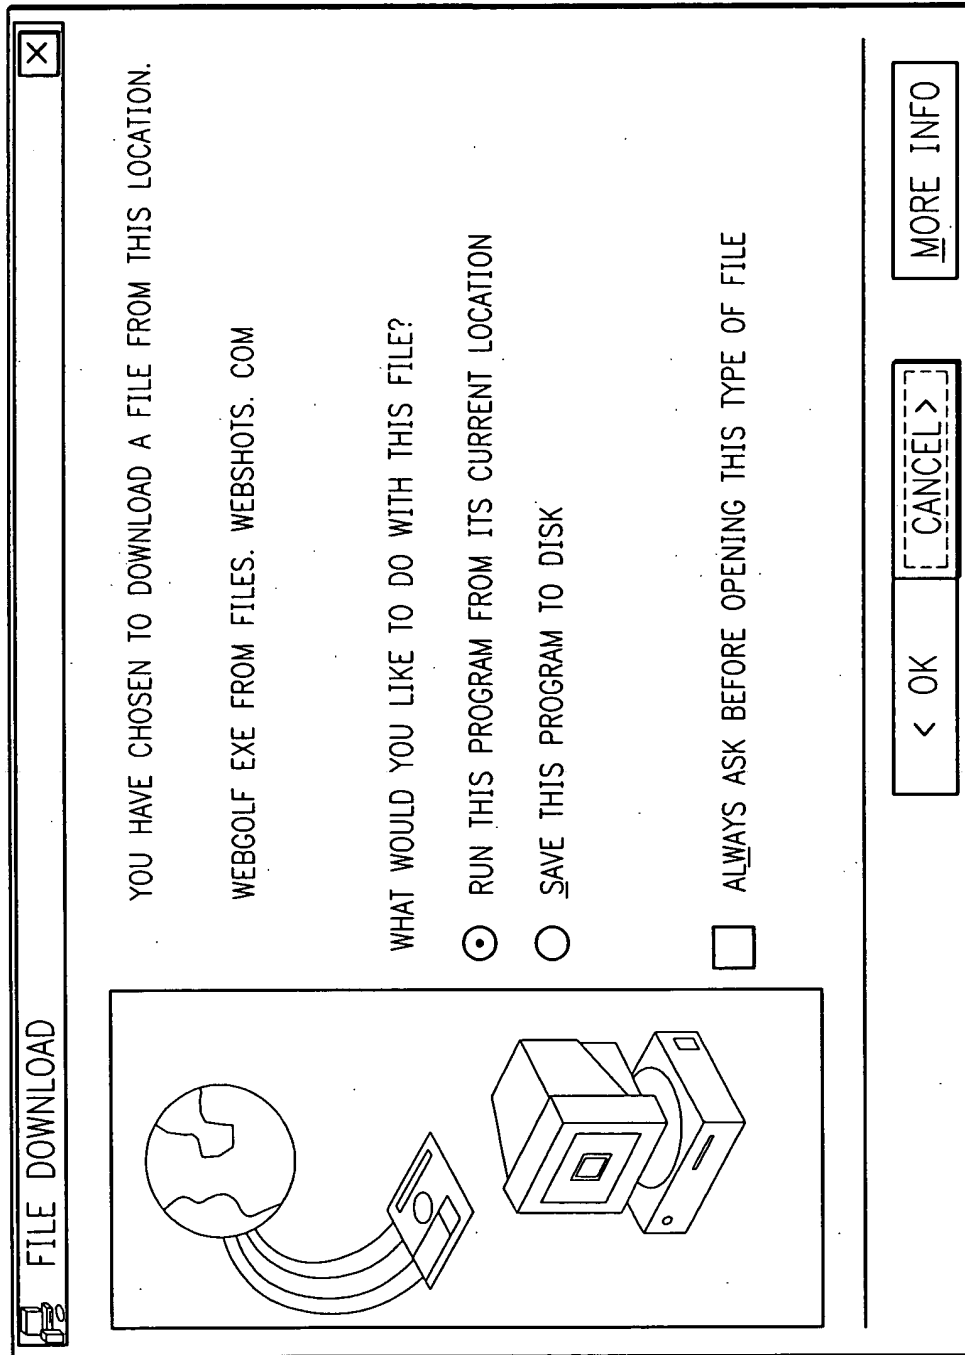 FILE DOWNLOAD X
YOU HAVE CHOSEN TO DOWNLOAD A FILE FROM THIS LOCATION.
WEBGOLF EXE FROM FILES. WEBSHOTS. COM
WHAT WOULD YOU LIKE TO DO WITH THIS FILE?
RUN THIS PROGRAM FROM ITS CURRENT LOCATION
SAVE THIS PROGRAM TO DISK
ALWAYS ASK BEFORE OPENING THIS TYPE OF FILE
< OK CANCEL> MORE INFO